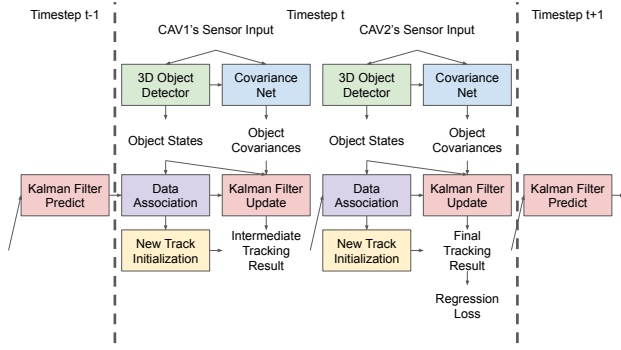 Timestep t-1
Timestep t
Timestep t+1
CAV1's Sensor Input
CAV2's Sensor Input
3D Object
Detector
Covariance
Net
3D Object
Detector
Covariance
Net
Object States
Object
Covariances
Object States
Object
Covariances
Kalman Filter
Predict
Data
Association
Kalman Filter
Update
Data
Association
Kalman Filter
Update
Kalman Filter
Predict
New Track
Initialization
Intermediate
Tracking
Result
New Track
Initialization
Final
Tracking
Result
Regression
Loss